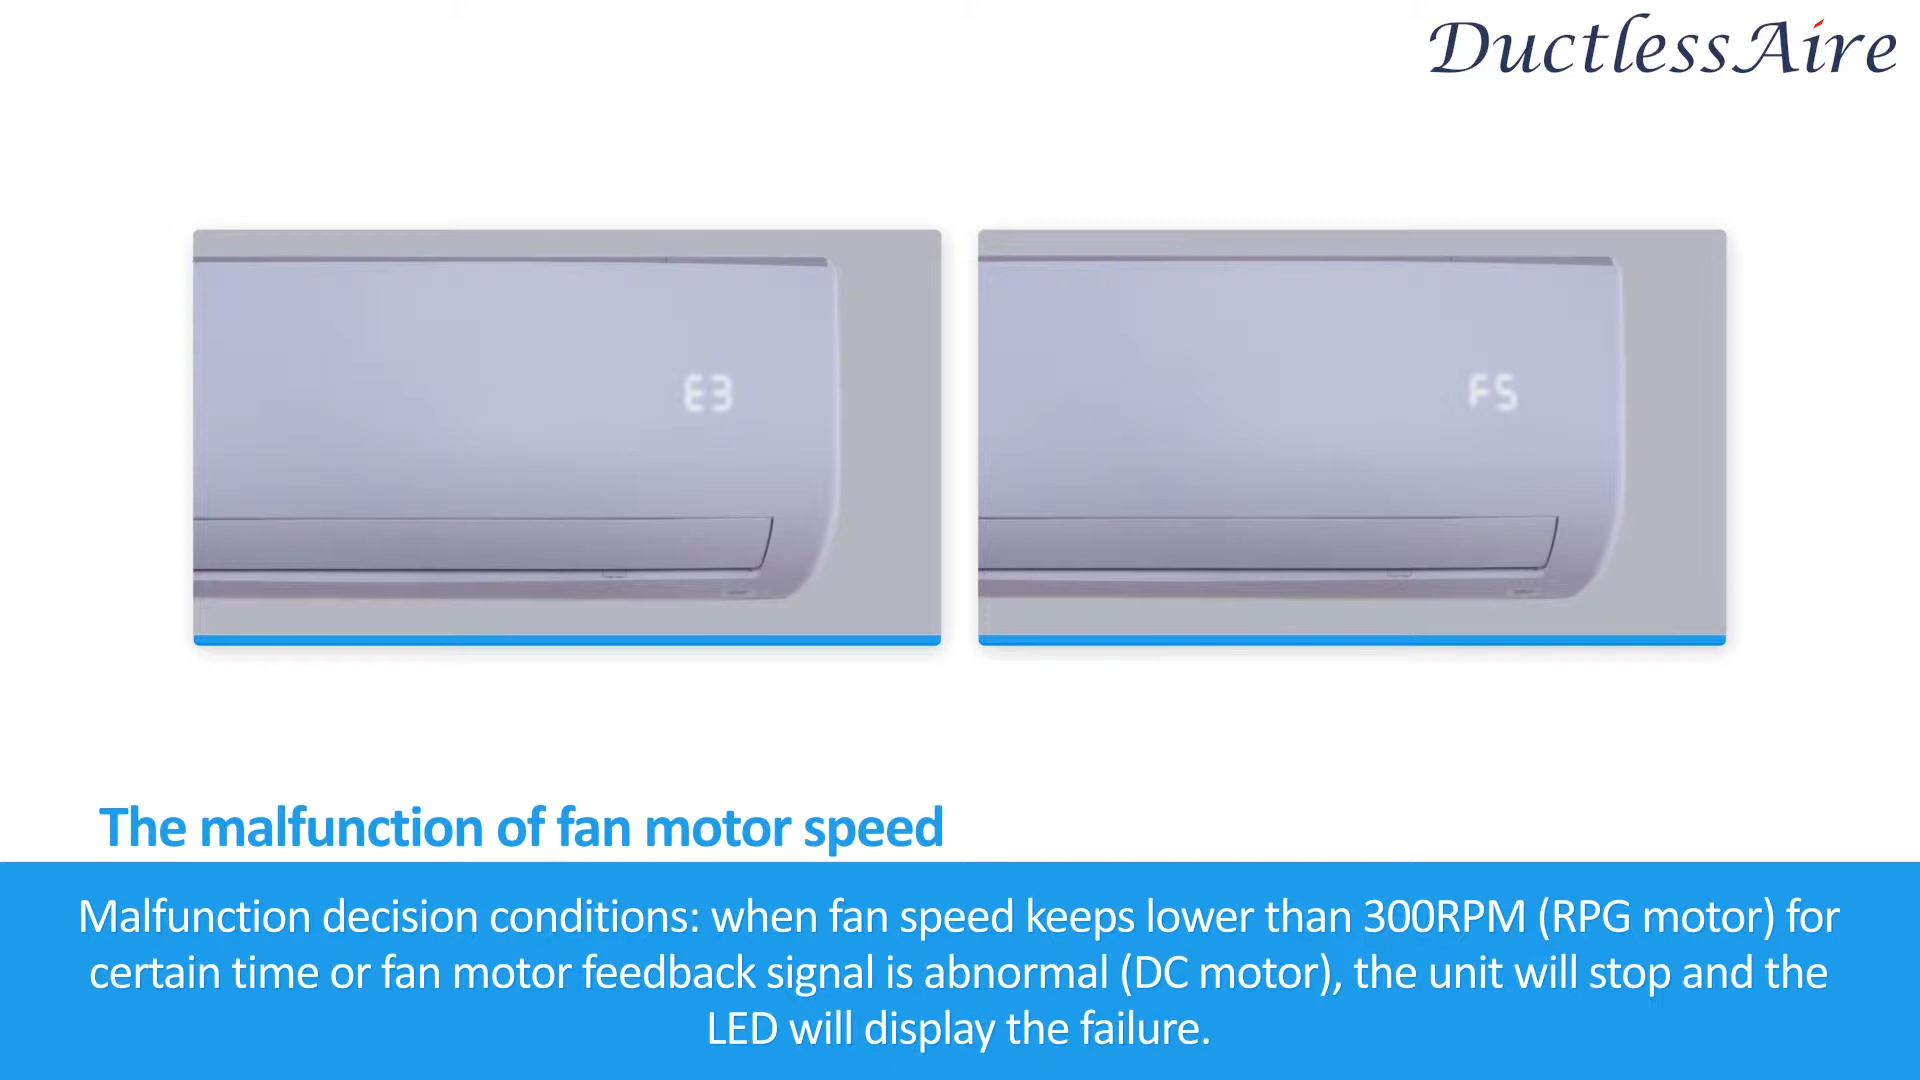 DuctlessAire
E3
F5
The malfunction of fan motor speed
Malfunction decision conditions: when fan speed keeps lower than 300RPM (RPG motor) for
certain time or fan motor feedback signal is abnormal (DC motor), the unit will stop and the
LED will display the failure.